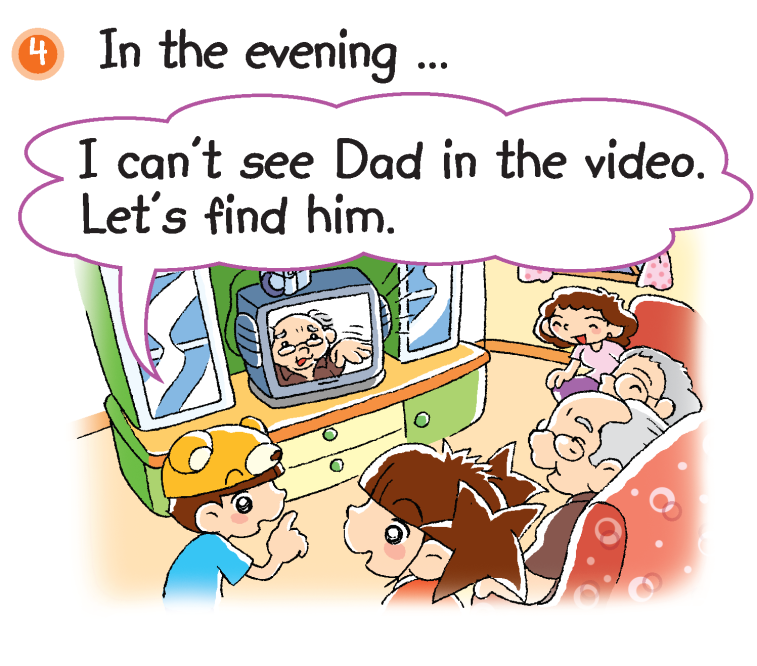 4 In the evening ...
I can't see Dad in the video.
Let's find him.